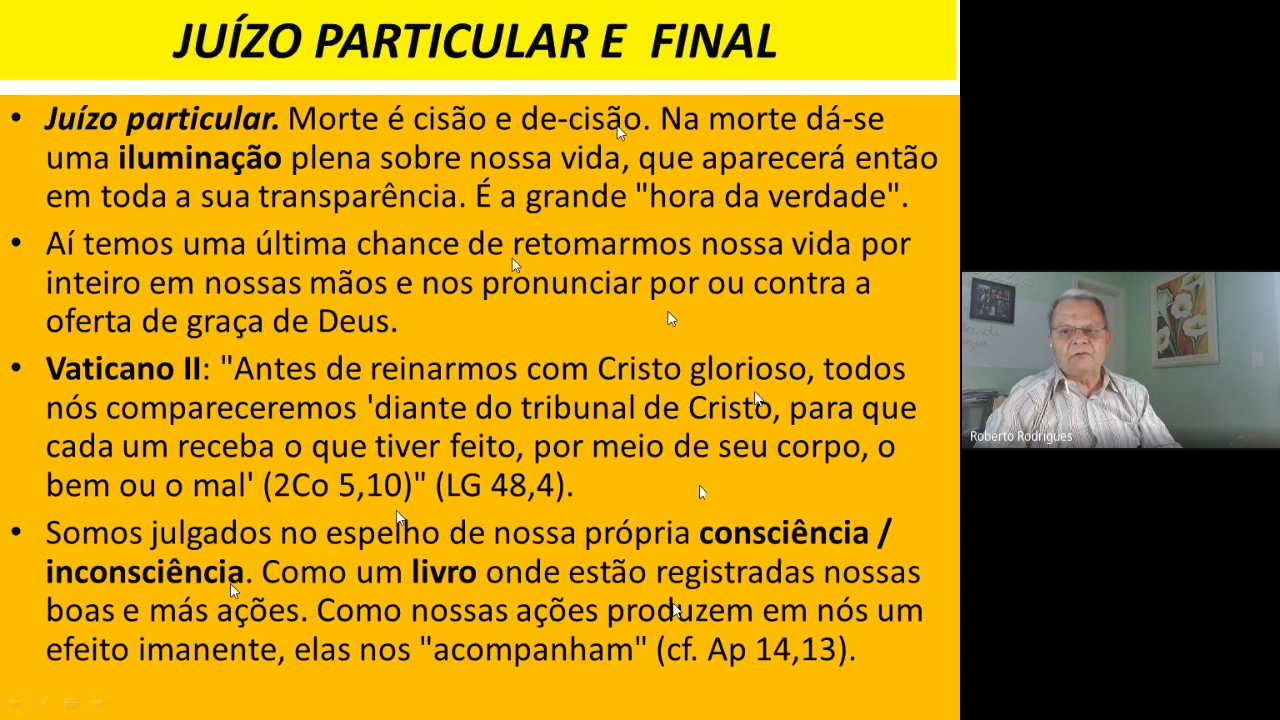 JUÍZO PARTICULAR E FINAL
• Juízo particular. Morte é cisão e de-cisão. Na morte dá-se
uma iluminação plena sobre nossa vida, que aparecerá então
em toda a sua transparência. É a grande "hora da verdade".
• Aí temos uma última chance de retomarmos nossa vida por
inteiro em nossas mãos e nos pronunciar por ou contra a
oferta de graça de Deus.
• Vaticano II: "Antes de reinarmos com Cristo glorioso, todos
nós compareceremos 'diante do tribunal de Cristo, para que
cada um receba o que tiver feito, por meio de seu corpo, o
bem ou o mal' (2Co 5,10)" (LG 48,4).
• Somos julgados no espelho de nossa própria consciência /
inconsciência. Como um livro onde estão registradas nossas
boas e más ações. Como nossas ações produzem em nós um
efeito imanente, elas nos "acompanham" (cf. Ap 14,13).
Roberto Rodrigues